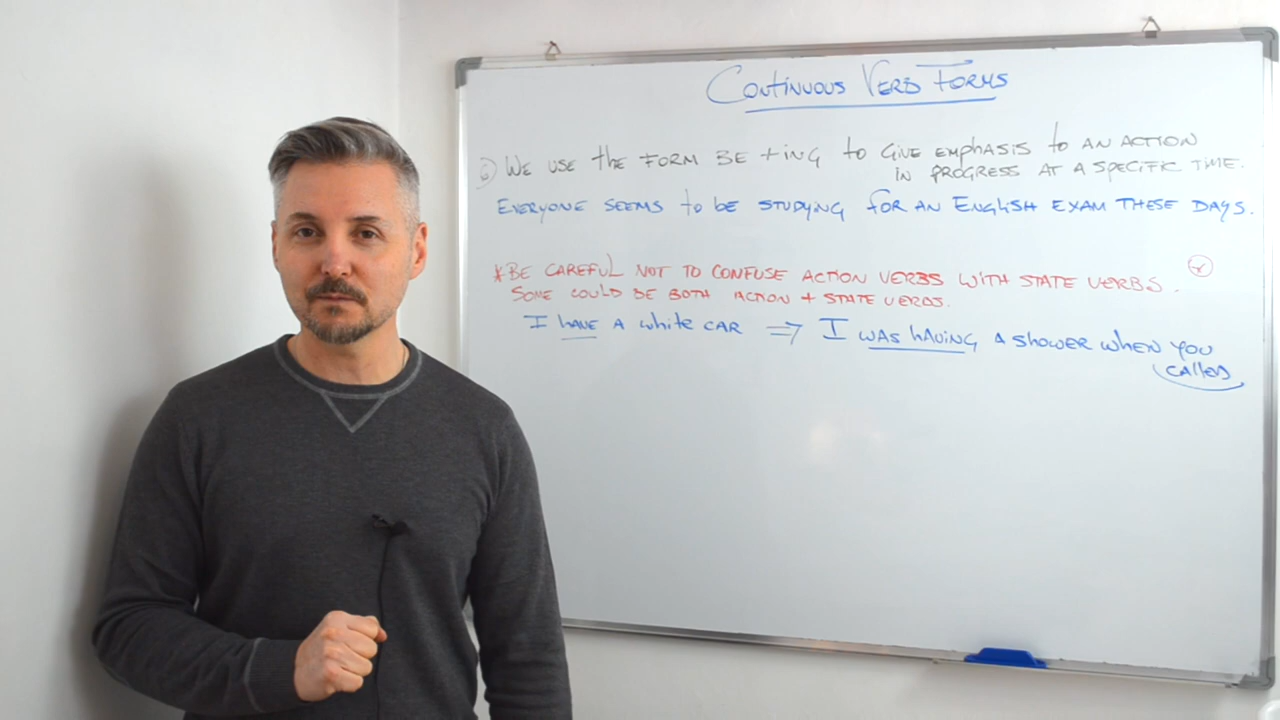 Continuous Verb Forms
We use the form be + ing to give emphasis to an action
in progress at a specific time.
Everyone seems to be studying for an English exam these days.
* Be careful not to confuse action verbs with state verbs.
Some could be both action + state verbs.
I have a white car ⇒ I was having a shower when you
called